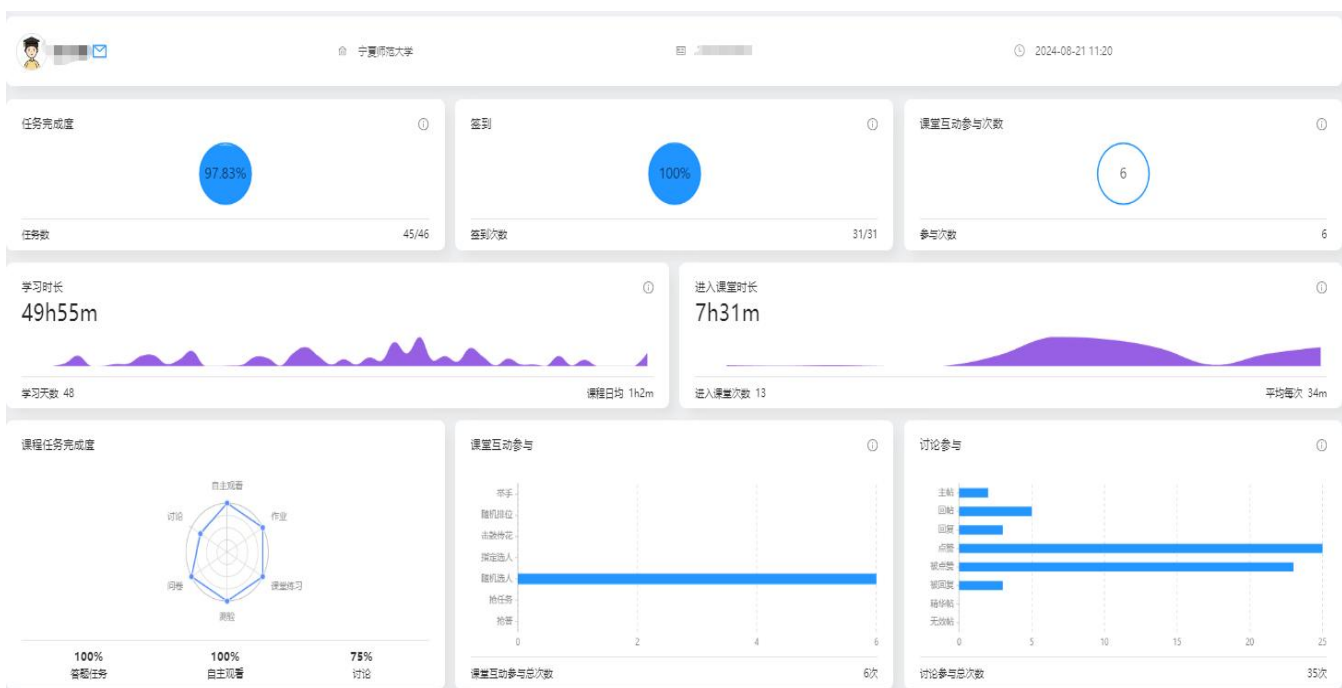 宁夏师范大学
2024-08-21 11:20
任务完成度
97.83%
任务数 45/46
签到
100%
签到次数 31/31
课堂互动参与次数
6
参与次数 6
学习时长
49h55m
学习天数 48 课程日均 1h2m
进入课堂时长
7h31m
进入课堂次数 13 平均每次 34m
课程任务完成度
自主观看
讨论 作业
问卷 课堂练习
测验
100% 100% 75%
答题任务 自主观看 讨论
课堂互动参与
举手
随机排位
击鼓传花
指定选人
随机选人
抢任务
抢答
0 2 4 6
课堂互动参与总次数 6次
讨论参与
主帖
回帖
回复
点赞
被点赞
被回复
精华帖
无效帖
0 5 10 15 20 25
讨论参与总次数 35次